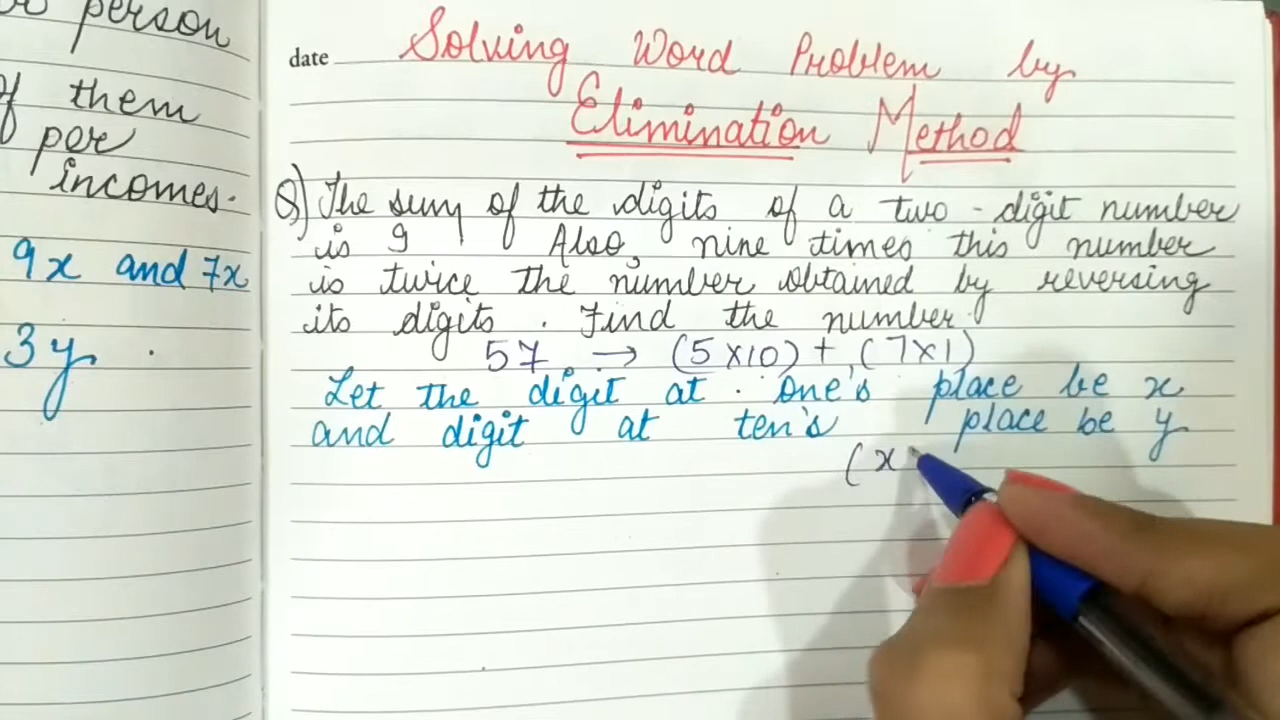 person
of them
per
incomes.
9x and 7x
3y
date
Solving Word Problem by
Elimination Method
Q) The sum of the digits of a two-digit number
is 9 Also, nine times this number
is twice the number obtained by reversing
its digits. Find the number.
57 → (5×10) + (7×1)
Let the digit at one's place be x
and digit at ten's place be y
(x